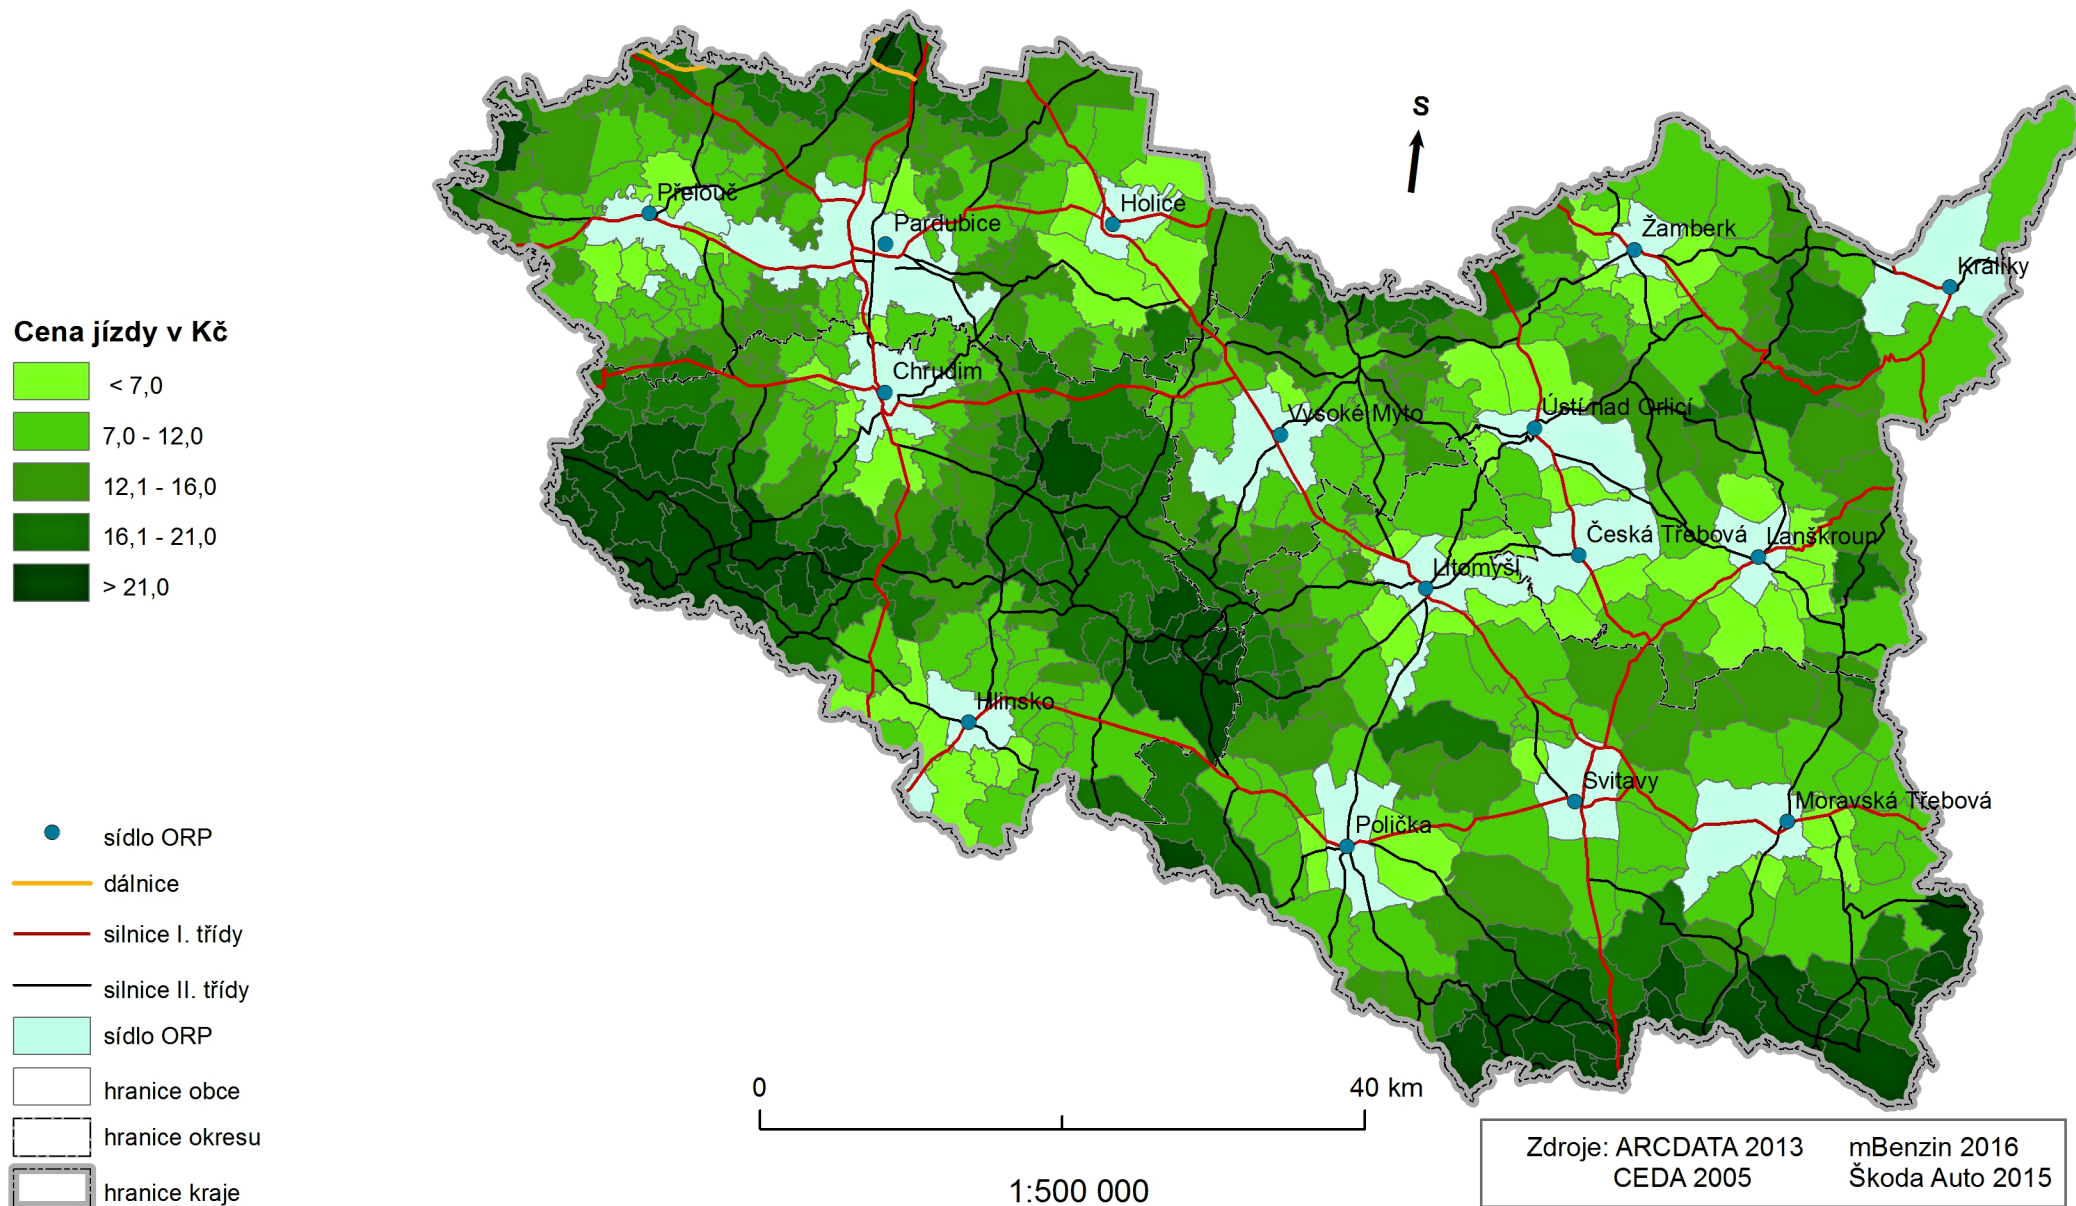 S
Přelouč
Pardubice
Holice
Žamberk
Králíky
Chrudim
Vysoké Mýto
Ústí nad Orlicí
Česká Třebová
Lanškroun
Litomyšl
Hlinsko
Svitavy
Moravská Třebová
Polička
Cena jízdy v Kč
< 7,0
7,0 - 12,0
12,1 - 16,0
16,1 - 21,0
> 21,0
sídlo ORP
dálnice
silnice I. třídy
silnice II. třídy
sídlo ORP
hranice obce
hranice okresu
hranice kraje
0 40 km
1:500 000
Zdroje: ARCDATA 2013 mBenzin 2016
CEDA 2005 Škoda Auto 2015